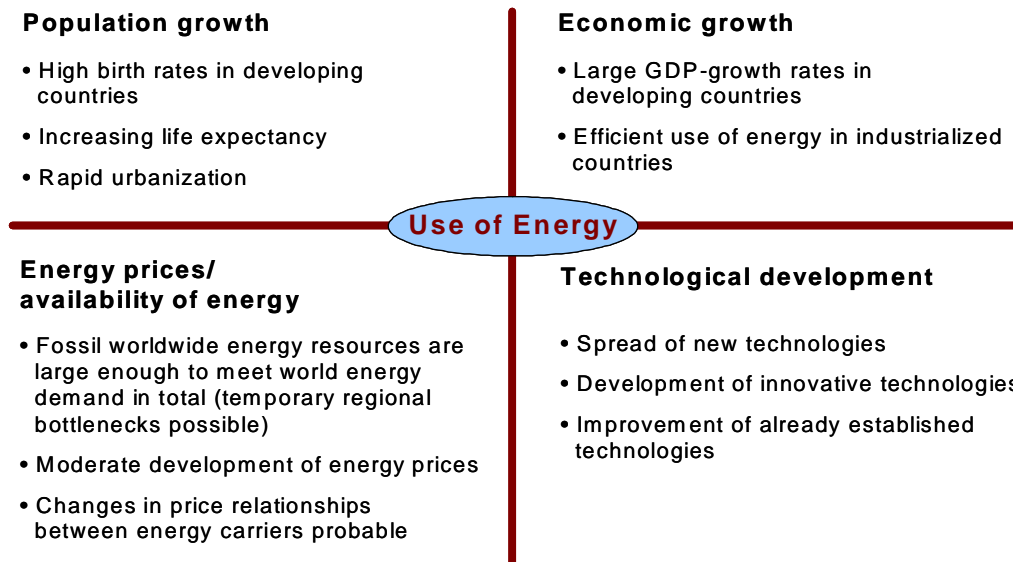 Population growth
• High birth rates in developing
countries
• Increasing life expectancy
• Rapid urbanization
Economic growth
• Large GDP-growth rates in
developing countries
• Efficient use of energy in industrialized
countries
Use of Energy
Energy prices/
availability of energy
• Fossil worldwide energy resources are
large enough to meet world energy
demand in total (temporary regional
bottlenecks possible)
• Moderate development of energy prices
• Changes in price relationships
between energy carriers probable
Technological development
• Spread of new technologies
• Development of innovative technologies
• Improvement of already established
technologies